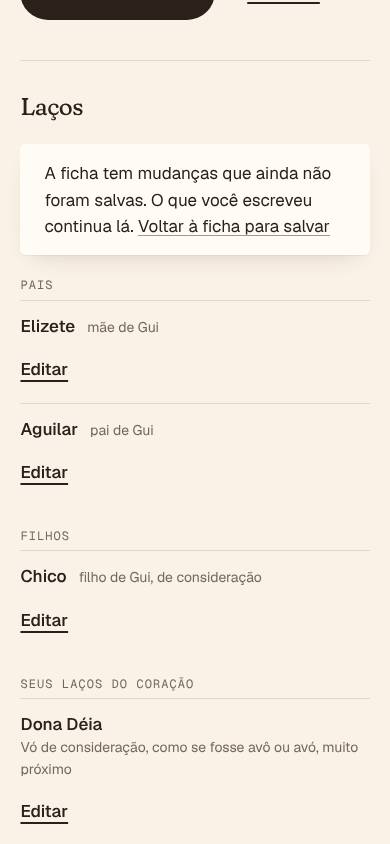 Laços
A ficha tem mudanças que ainda não
foram salvas. O que você escreveu
continua lá. Voltar à ficha para salvar
PAIS
Elizete mãe de Gui
Editar
Aguilar pai de Gui
Editar
FILHOS
Chico filho de Gui, de consideração
Editar
SEUS LAÇOS DO CORAÇÃO
Dona Déia
Vó de consideração, como se fosse avô ou avó, muito
próximo
Editar